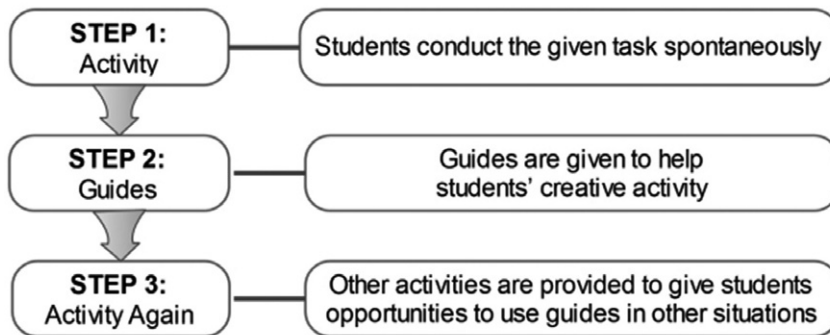 STEP 1:
Activity
Students conduct the given task spontaneously
STEP 2:
Guides
Guides are given to help
students’ creative activity
STEP 3:
Activity Again
Other activities are provided to give students
opportunities to use guides in other situations